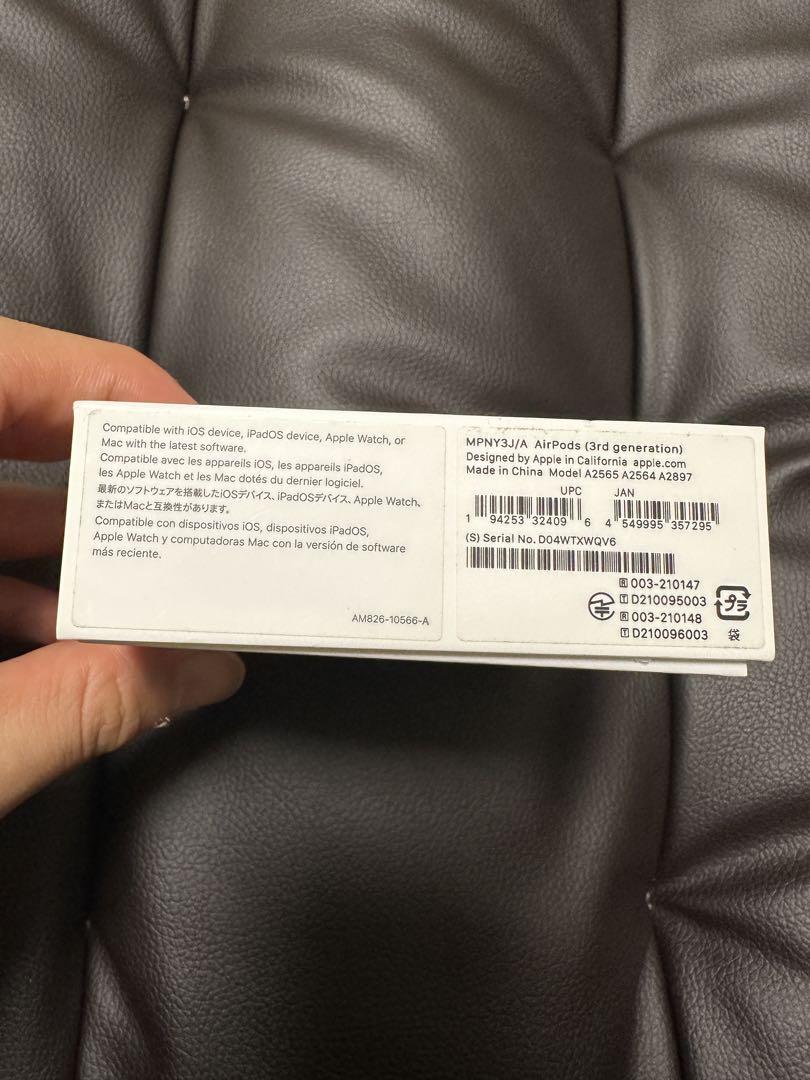 Compatible with iOS device, iPadOS device, Apple Watch, or
Mac with the latest software.
Compatible avec les appareils iOS, les appareils iPadOS,
les Apple Watch et les Mac dotés du dernier logiciel.
最新のソフトウェアを搭載したiOSデバイス、iPadOSデバイス、Apple Watch、
またはMacと互換性があります。
Compatible con dispositivos iOS, dispositivos iPadOS,
Apple Watch y computadoras Mac con la versión de software
más reciente.
AM826-10566-A
MPNY3J/A AirPods (3rd generation)
Designed by Apple in California apple.com
Made in China Model A2565 A2564 A2897
UPC JAN
1 94253 32409 6 4 549995 357295
(S) Serial No. D04WTXWQV6
R 003-210147
T D210095003
R 003-210148
T D210096003
プラ
袋